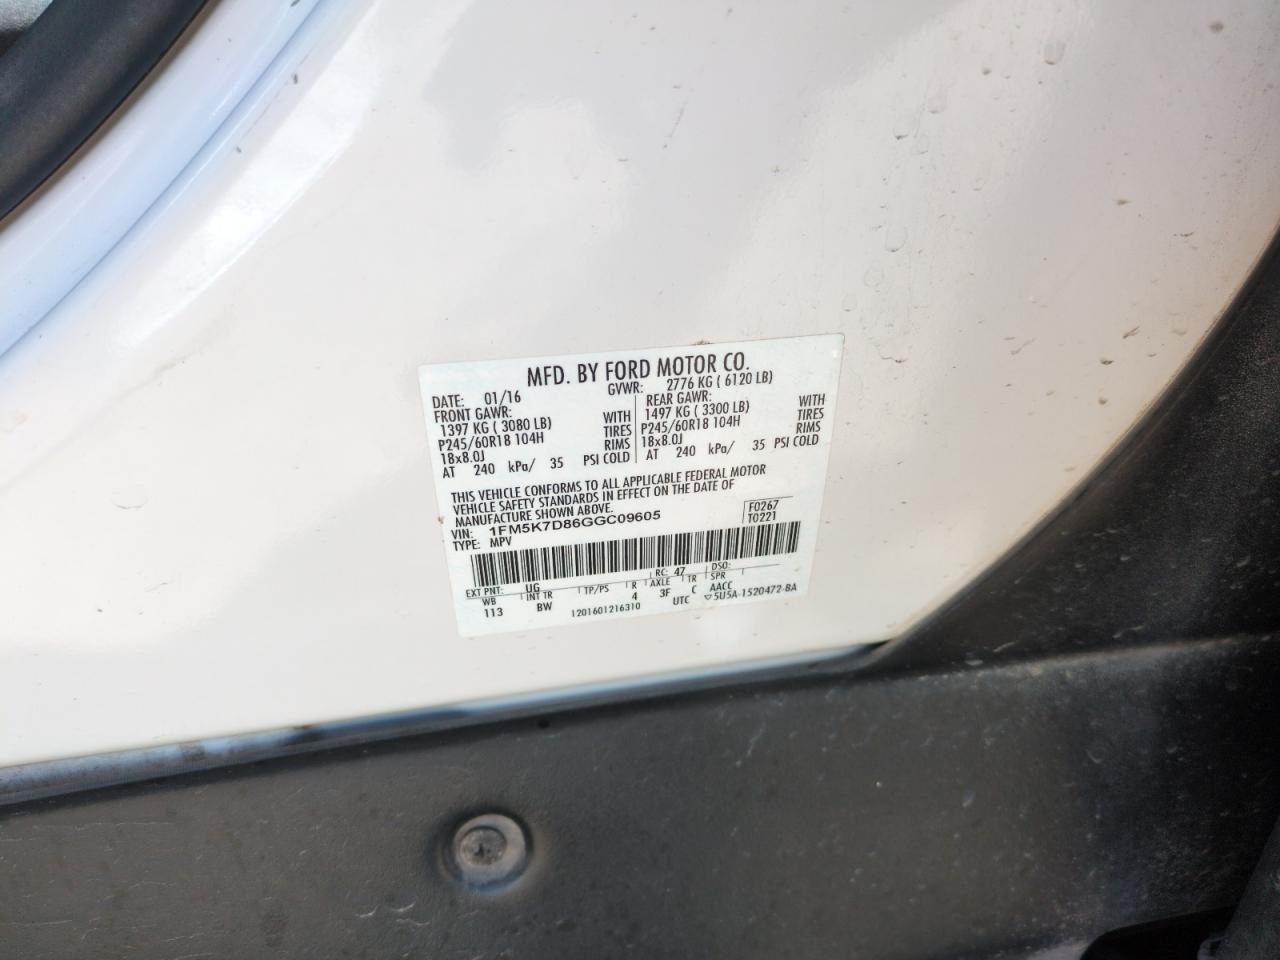 MFD. BY FORD MOTOR CO.
DATE: 01/16 GVWR: 2776 KG ( 6120 LB)
FRONT GAWR: REAR GAWR:
1397 KG ( 3080 LB) WITH 1497 KG ( 3300 LB) WITH
P245/60R18 104H TIRES P245/60R18 104H TIRES
18x8.0J RIMS 18x8.0J RIMS
AT 240 kPa/ 35 PSI COLD AT 240 kPa/ 35 PSI COLD
THIS VEHICLE CONFORMS TO ALL APPLICABLE FEDERAL MOTOR
VEHICLE SAFETY STANDARDS IN EFFECT ON THE DATE OF
MANUFACTURE SHOWN ABOVE.
VIN: 1FM5K7D86GGC09605 F0267
TYPE: MPV T0221
EXT PNT: UG RC: 47 DSO:
WB INT TR TP/PS R AXLE TR SPR
113 BW 4 3F C AACC
1201601216310 UTC ▽5U5A-1520472-BA